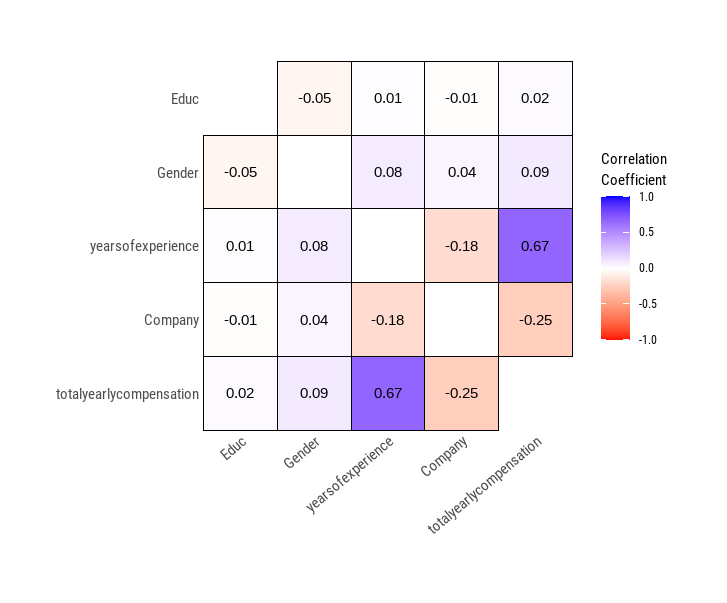 Educ -0.05 0.01 -0.01 0.02
Gender -0.05 0.08 0.04 0.09
yearsofexperience 0.01 0.08 -0.18 0.67
Company -0.01 0.04 -0.18 -0.25
totalyearlycompensation 0.02 0.09 0.67 -0.25
Educ Gender yearsofexperience Company totalyearlycompensation
Correlation
Coefficient
1.0
0.5
0.0
-0.5
-1.0